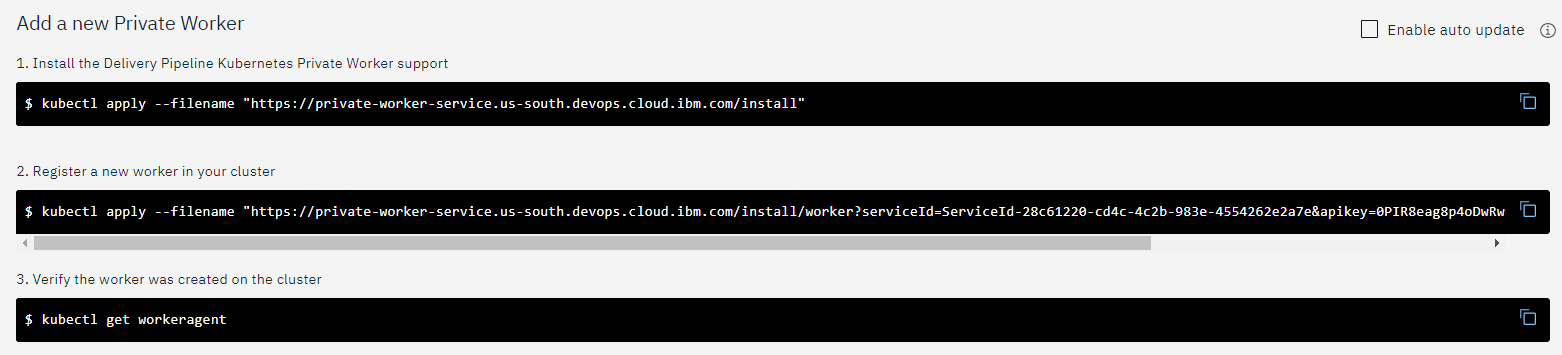 Add a new Private Worker
Enable auto update
1. Install the Delivery Pipeline Kubernetes Private Worker support
$ kubectl apply --filename "https://private-worker-service.us-south.devops.cloud.ibm.com/install"
2. Register a new worker in your cluster
$ kubectl apply --filename "https://private-worker-service.us-south.devops.cloud.ibm.com/install/worker?serviceId=ServiceId-28c61220-cd4c-4c2b-983e-4554262e2a7e&apikey=0PIR8eag8p4oDwRw
3. Verify the worker was created on the cluster
$ kubectl get workeragent